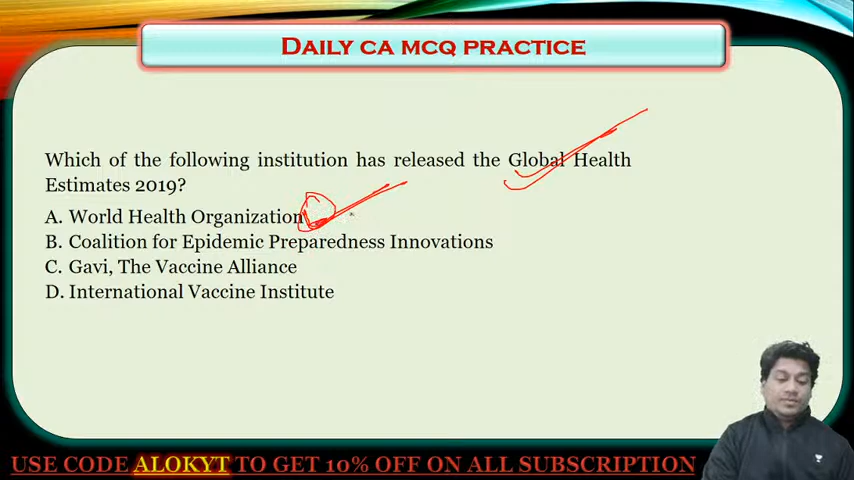 DAILY CA MCQ PRACTICE
Which of the following institution has released the Global Health
Estimates 2019?
A. World Health Organization
B. Coalition for Epidemic Preparedness Innovations
C. Gavi, The Vaccine Alliance
D. International Vaccine Institute
USE CODE ALOKYT TO GET 10% OFF ON ALL SUBSCRIPTION